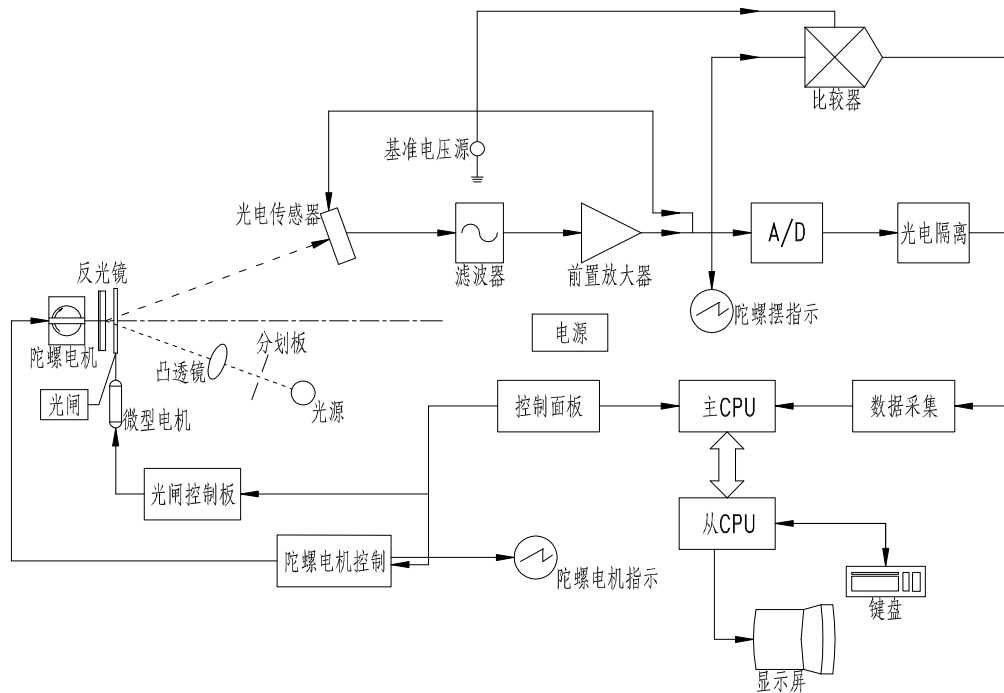 比较器
基准电压源
光电传感器
滤波器
前置放大器
A/D
光电隔离
反光镜
陀螺电机
陀螺摆指示
电源
分划板
凸透镜
光源
光闸
微型电机
控制面板
主CPU
数据采集
光闸控制板
从CPU
陀螺电机控制
陀螺电机指示
键盘
显示屏